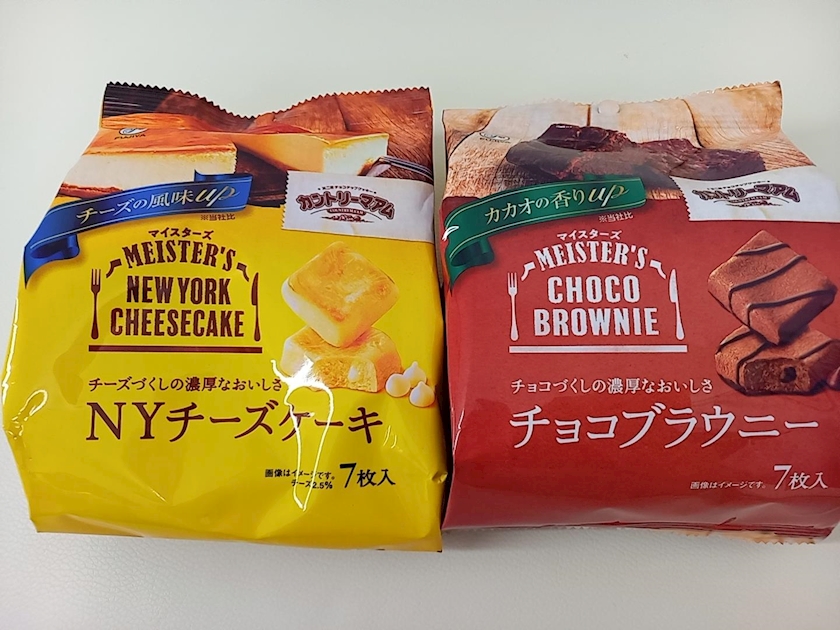 FUJIYA
チーズの風味up
※当社比
カントリーマアム
マイスターズ
MEISTER'S
NEW YORK
CHEESECAKE
チーズづくしの濃厚なおいしさ
NYチーズケーキ
画像はイメージです。
チーズ2.5%
7枚入
カカオの香りup
※当社比
カントリーマアム
マイスターズ
MEISTER'S
CHOCO
BROWNIE
チョコづくしの濃厚なおいしさ
チョコブラウニー
画像はイメージです。
7枚入